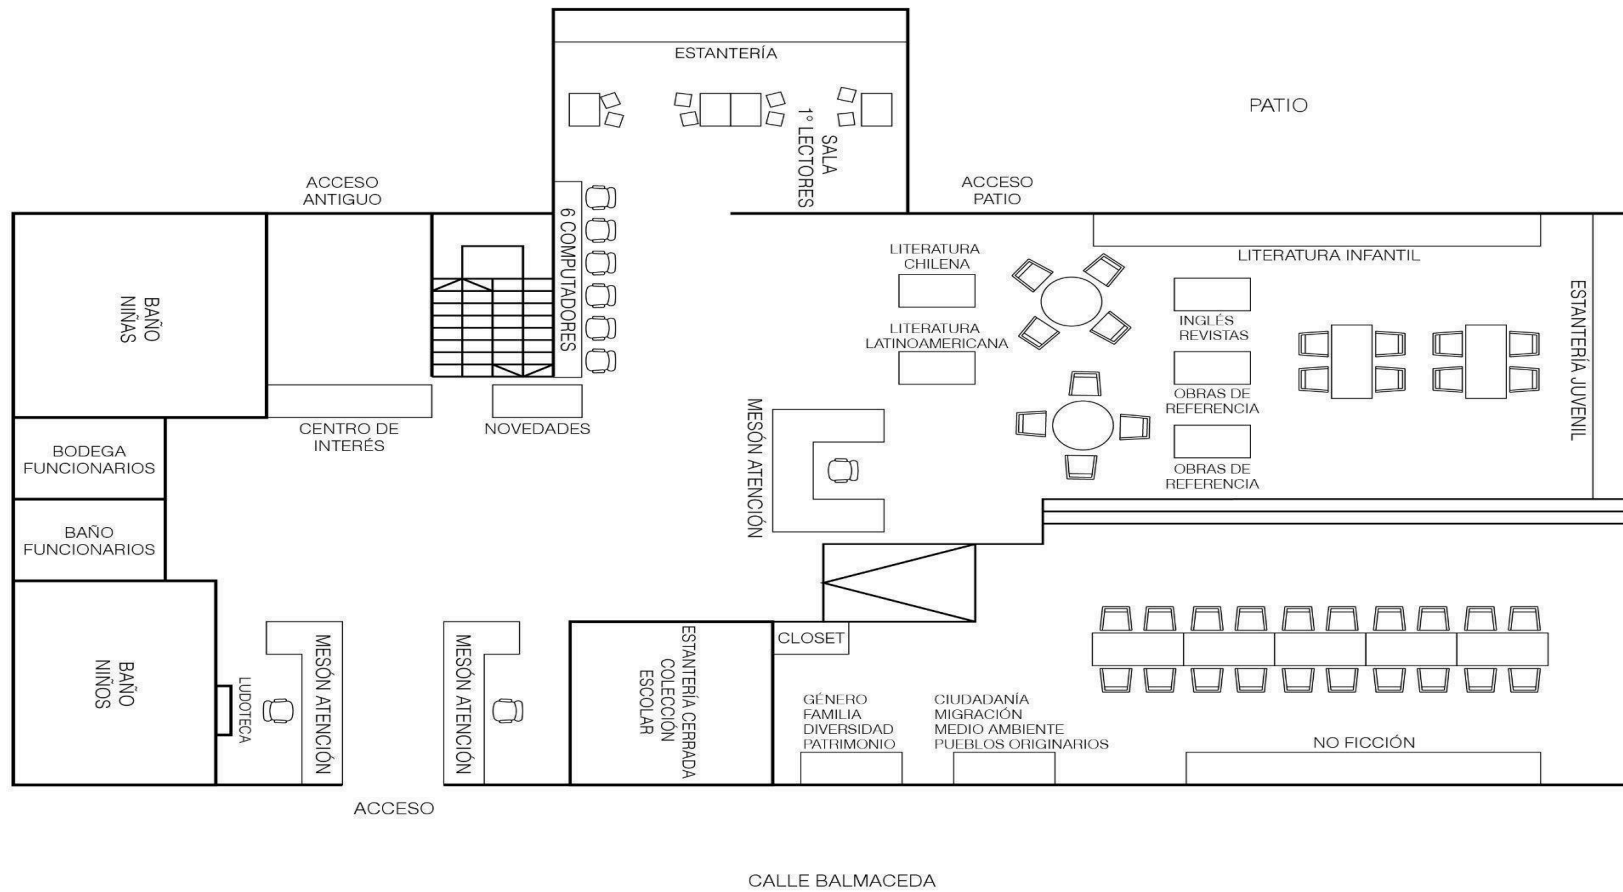 ESTANTERÍA
PATIO
SALA
1° LECTORES
ACCESO
ANTIGUO
ACCESO
PATIO
6 COMPUTADORES
LITERATURA
CHILENA
LITERATURA INFANTIL
BAÑO
NIÑAS
LITERATURA
LATINOAMERICANA
INGLÉS
REVISTAS
ESTANTERÍA JUVENIL
OBRAS DE
REFERENCIA
CENTRO DE
INTERÉS
NOVEDADES
MESÓN ATENCIÓN
BODEGA
FUNCIONARIOS
OBRAS DE
REFERENCIA
BAÑO
FUNCIONARIOS
BAÑO
NIÑOS
LUDOTECA
MESÓN ATENCIÓN
MESÓN ATENCIÓN
ESTANTERÍA CERRADA
COLECCIÓN
ESCOLAR
CLOSET
GÉNERO
FAMILIA
DIVERSIDAD
PATRIMONIO
CIUDADANÍA
MIGRACIÓN
MEDIO AMBIENTE
PUEBLOS ORIGINARIOS
NO FICCIÓN
ACCESO
CALLE BALMACEDA